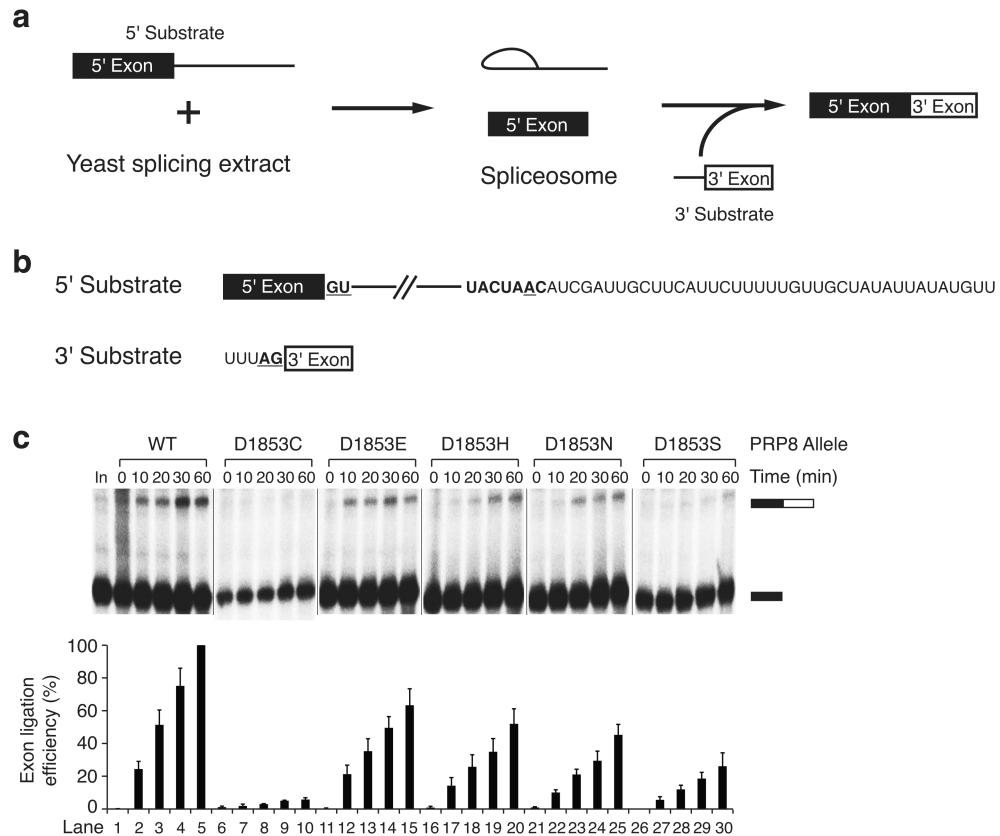 a
5' Substrate
5' Exon
+
Yeast splicing extract
5' Exon
Spliceosome
3' Exon
3' Substrate
5' Exon 3' Exon
b
5' Substrate 5' Exon GU UACUAACAUCGAUUGCUUCAUUCUUUUUGUUGCUAUAUUAUAUGUU
3' Substrate UUUAG 3' Exon
c
WT D1853C D1853E D1853H D1853N D1853S PRP8 Allele
In 0 10 20 30 60 0 10 20 30 60 0 10 20 30 60 0 10 20 30 60 0 10 20 30 60 0 10 20 30 60 Time (min)
Exon ligation
efficiency (%)
100
80
60
40
20
0
Lane 1 2 3 4 5 6 7 8 9 10 11 12 13 14 15 16 17 18 19 20 21 22 23 24 25 26 27 28 29 30